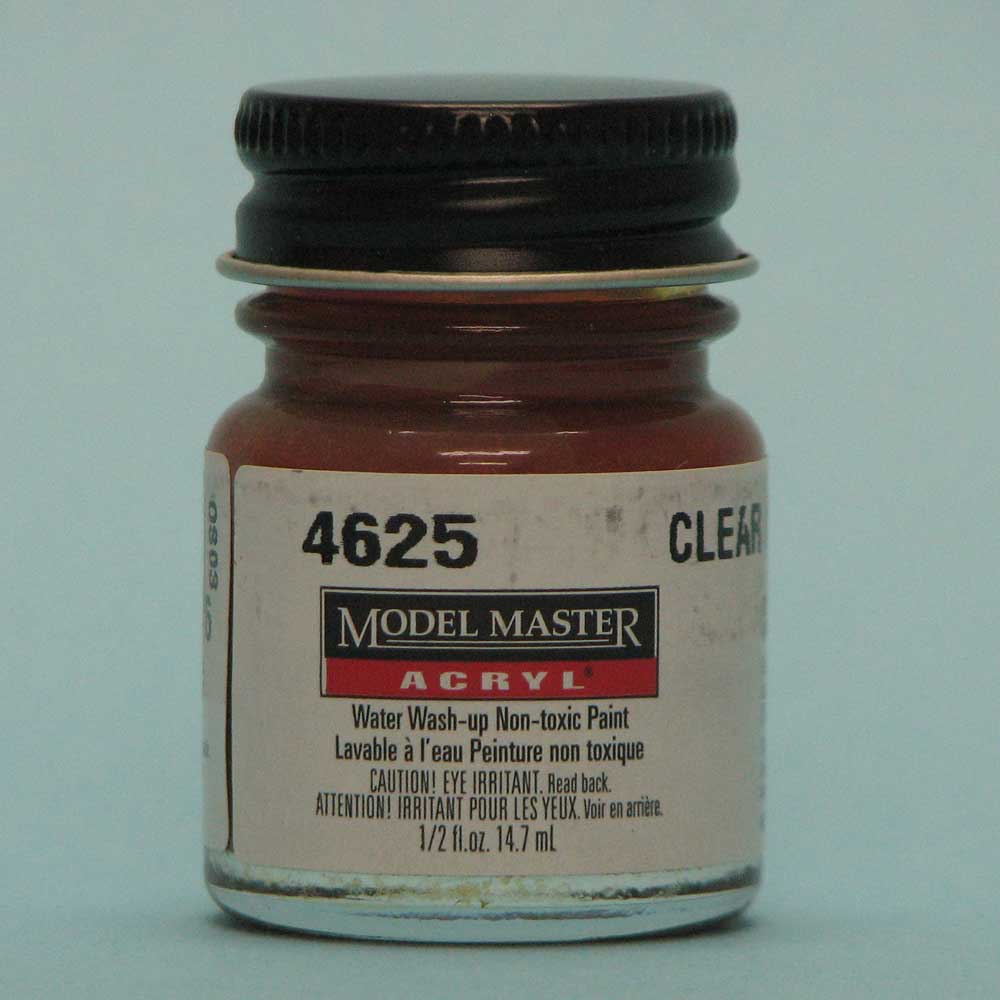 4625 CLEAR
MODEL MASTER
ACRYL®
Water Wash-up Non-toxic Paint
Lavable à l'eau Peinture non toxique
CAUTION! EYE IRRITANT. Read back.
ATTENTION! IRRITANT POUR LES YEUX. Voir en arrière.
1/2 fl.oz. 14.7 mL
0803